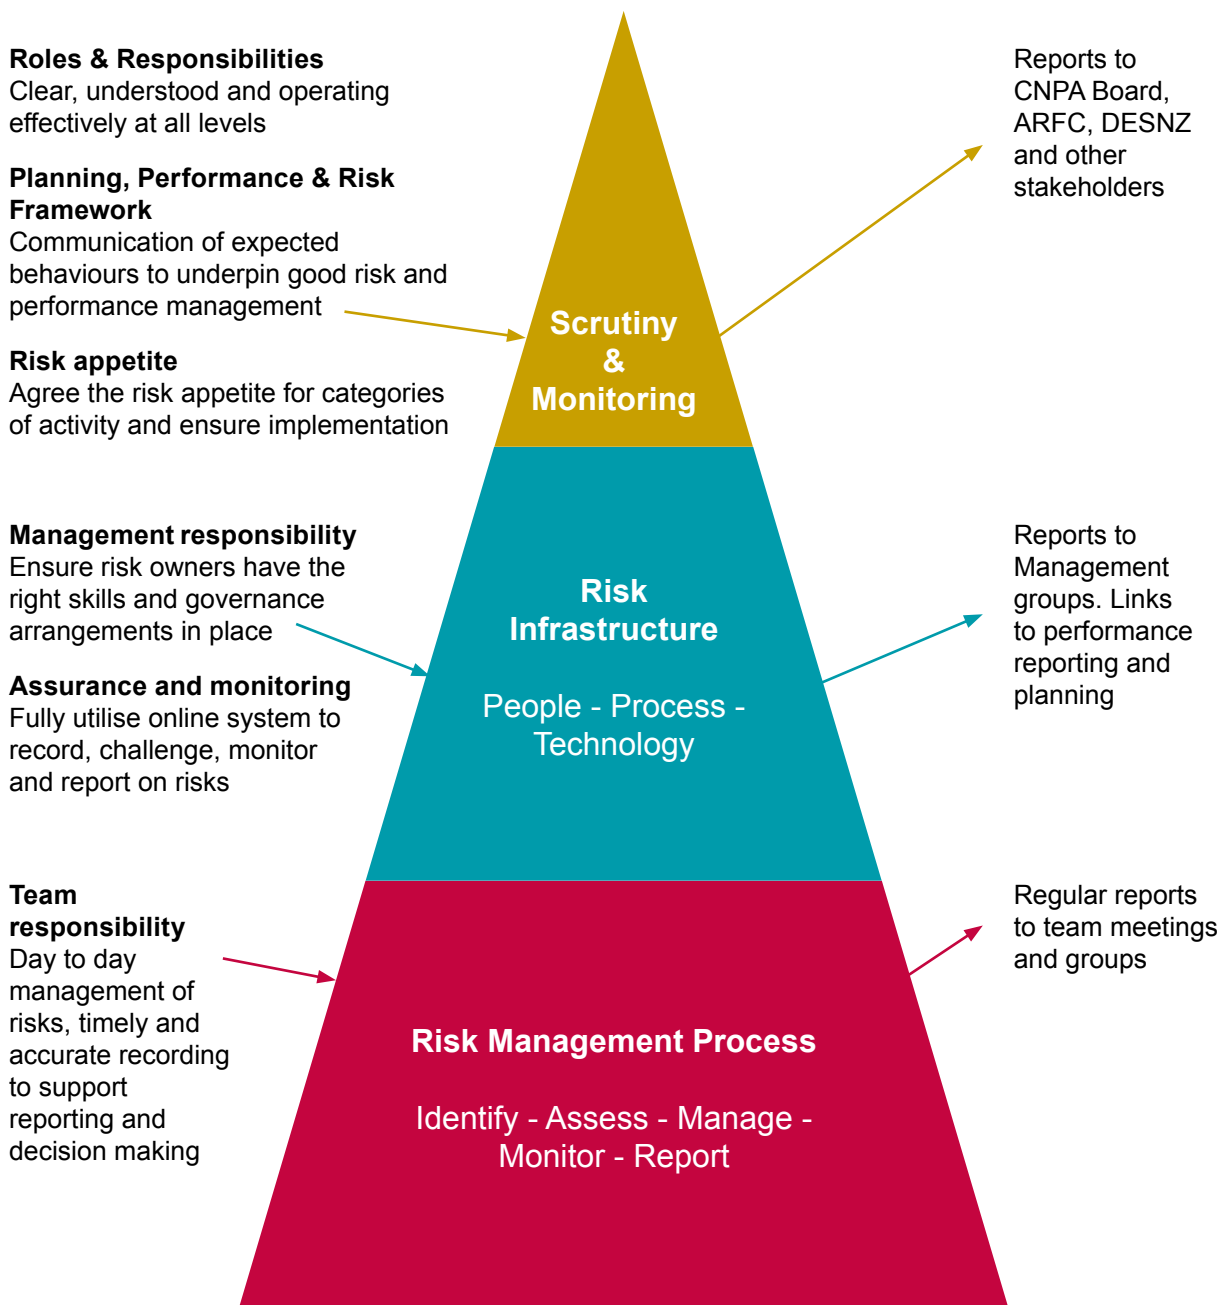 Roles & Responsibilities
Clear, understood and operating
effectively at all levels
Planning, Performance & Risk
Framework
Communication of expected
behaviours to underpin good risk and
performance management
Risk appetite
Agree the risk appetite for categories
of activity and ensure implementation
Scrutiny
&
Monitoring
Reports to
CNPA Board,
ARFC, DESNZ
and other
stakeholders
Management responsibility
Ensure risk owners have the
right skills and governance
arrangements in place
Assurance and monitoring
Fully utilise online system to
record, challenge, monitor
and report on risks
Risk
Infrastructure
People - Process -
Technology
Reports to
Management
groups. Links
to performance
reporting and
planning
Team
responsibility
Day to day
management of
risks, timely and
accurate recording
to support
reporting and
decision making
Risk Management Process
Identify - Assess - Manage -
Monitor - Report
Regular reports
to team meetings
and groups